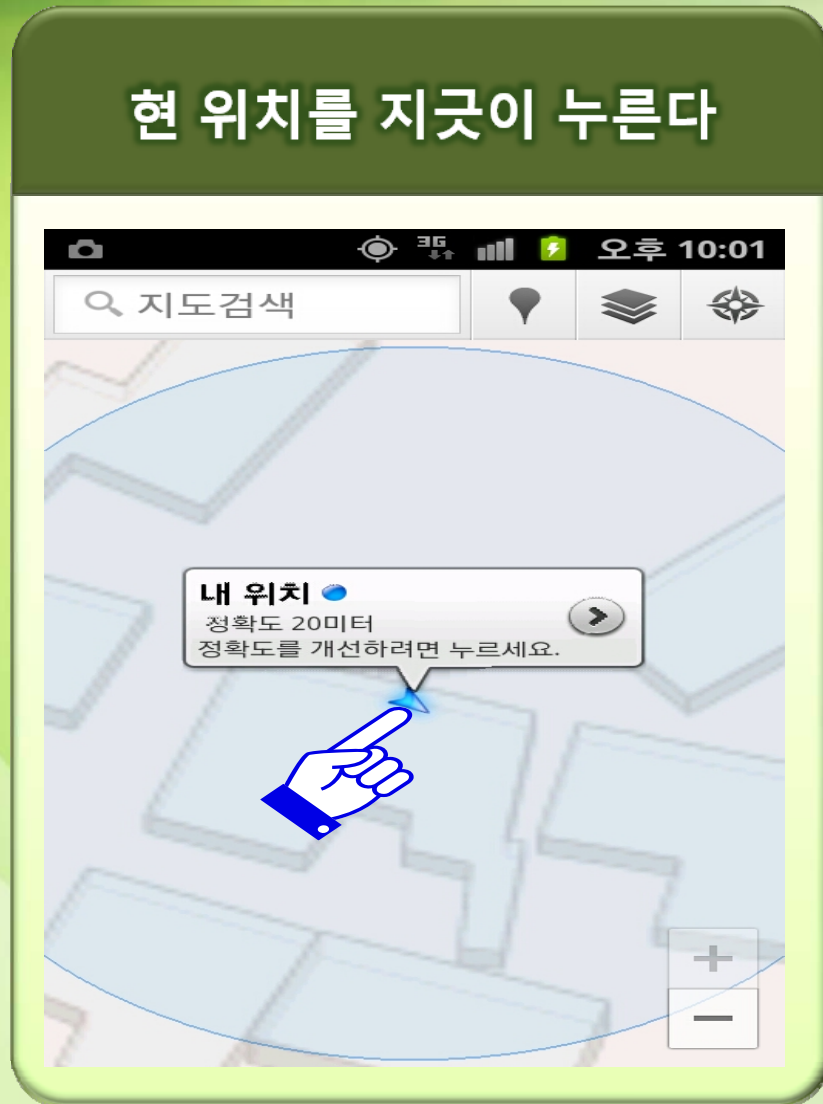 현 위치를 지긋이 누른다
3G 오후 10:01
지도검색
내 위치
정확도 20미터
정확도를 개선하려면 누르세요.